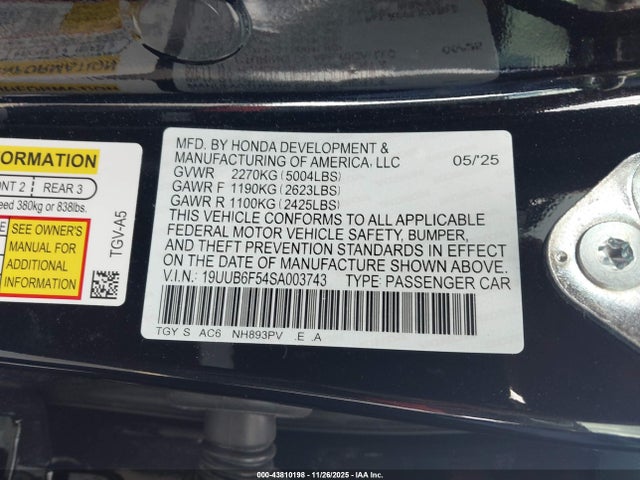 MFD. BY HONDA DEVELOPMENT &
MANUFACTURING OF AMERICA, LLC 05/'25
GVWR 2270KG (5004LBS)
GAWR F 1190KG (2623LBS)
GAWR R 1100KG (2425LBS)
THIS VEHICLE CONFORMS TO ALL APPLICABLE
FEDERAL MOTOR VEHICLE SAFETY, BUMPER,
AND THEFT PREVENTION STANDARDS IN EFFECT
ON THE DATE OF MANUFACTURE SHOWN ABOVE.
V.I.N.: 19UUB6F54SA003743 TYPE: PASSENGER CAR
TGY S AC6 NH893PV .E .A
ORMATION
NT 2 REAR 3
eed 380kg or 838lbs.
SEE OWNER'S
MANUAL FOR
ADDITIONAL
INFORMATION
TGV-A5
000-43810198 - 11/26/2025 - IAA Inc.